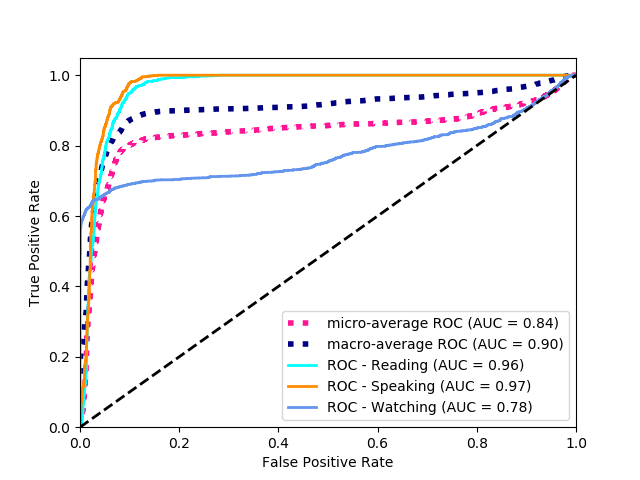 1.0
0.8
0.6
0.4
0.2
0.0
True Positive Rate
micro-average ROC (AUC = 0.84)
macro-average ROC (AUC = 0.90)
ROC - Reading (AUC = 0.96)
ROC - Speaking (AUC = 0.97)
ROC - Watching (AUC = 0.78)
0.0 0.2 0.4 0.6 0.8 1.0
False Positive Rate